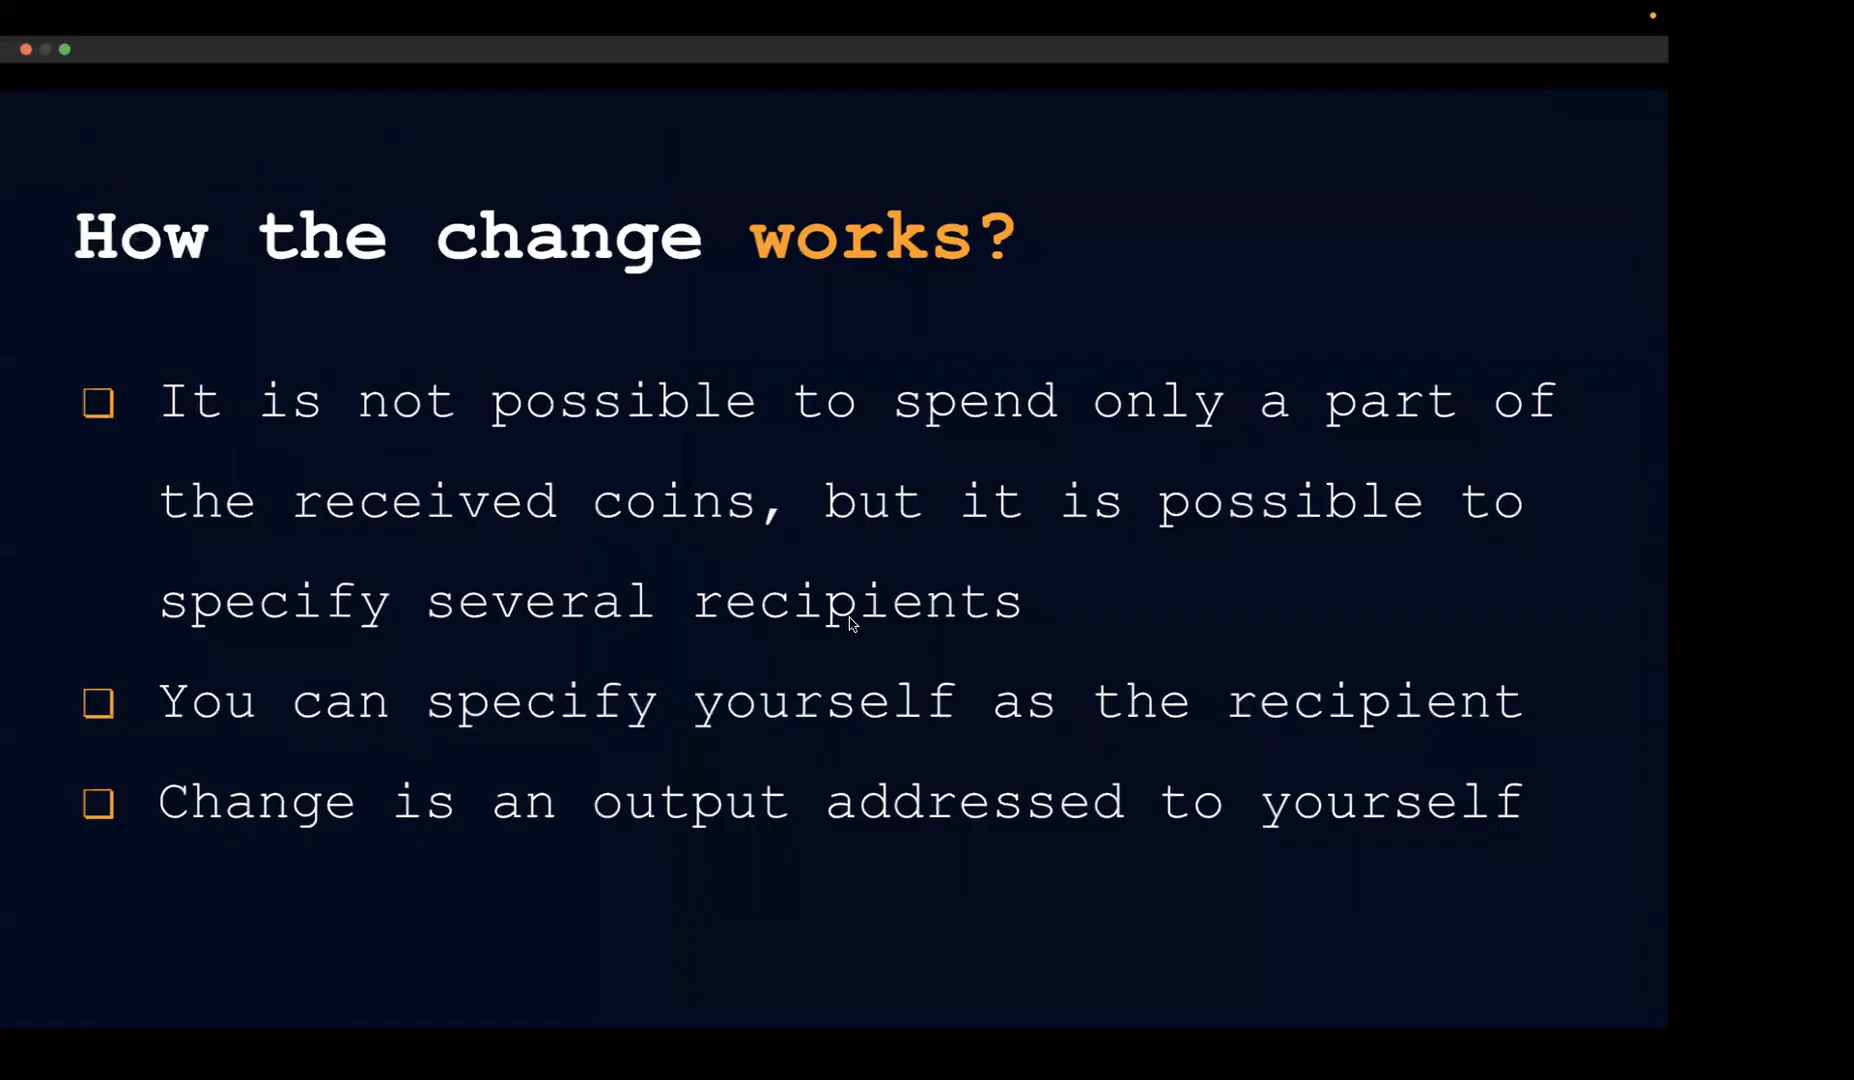 How the change works?
It is not possible to spend only a part of
the received coins, but it is possible to
specify several recipients
You can specify yourself as the recipient
Change is an output addressed to yourself